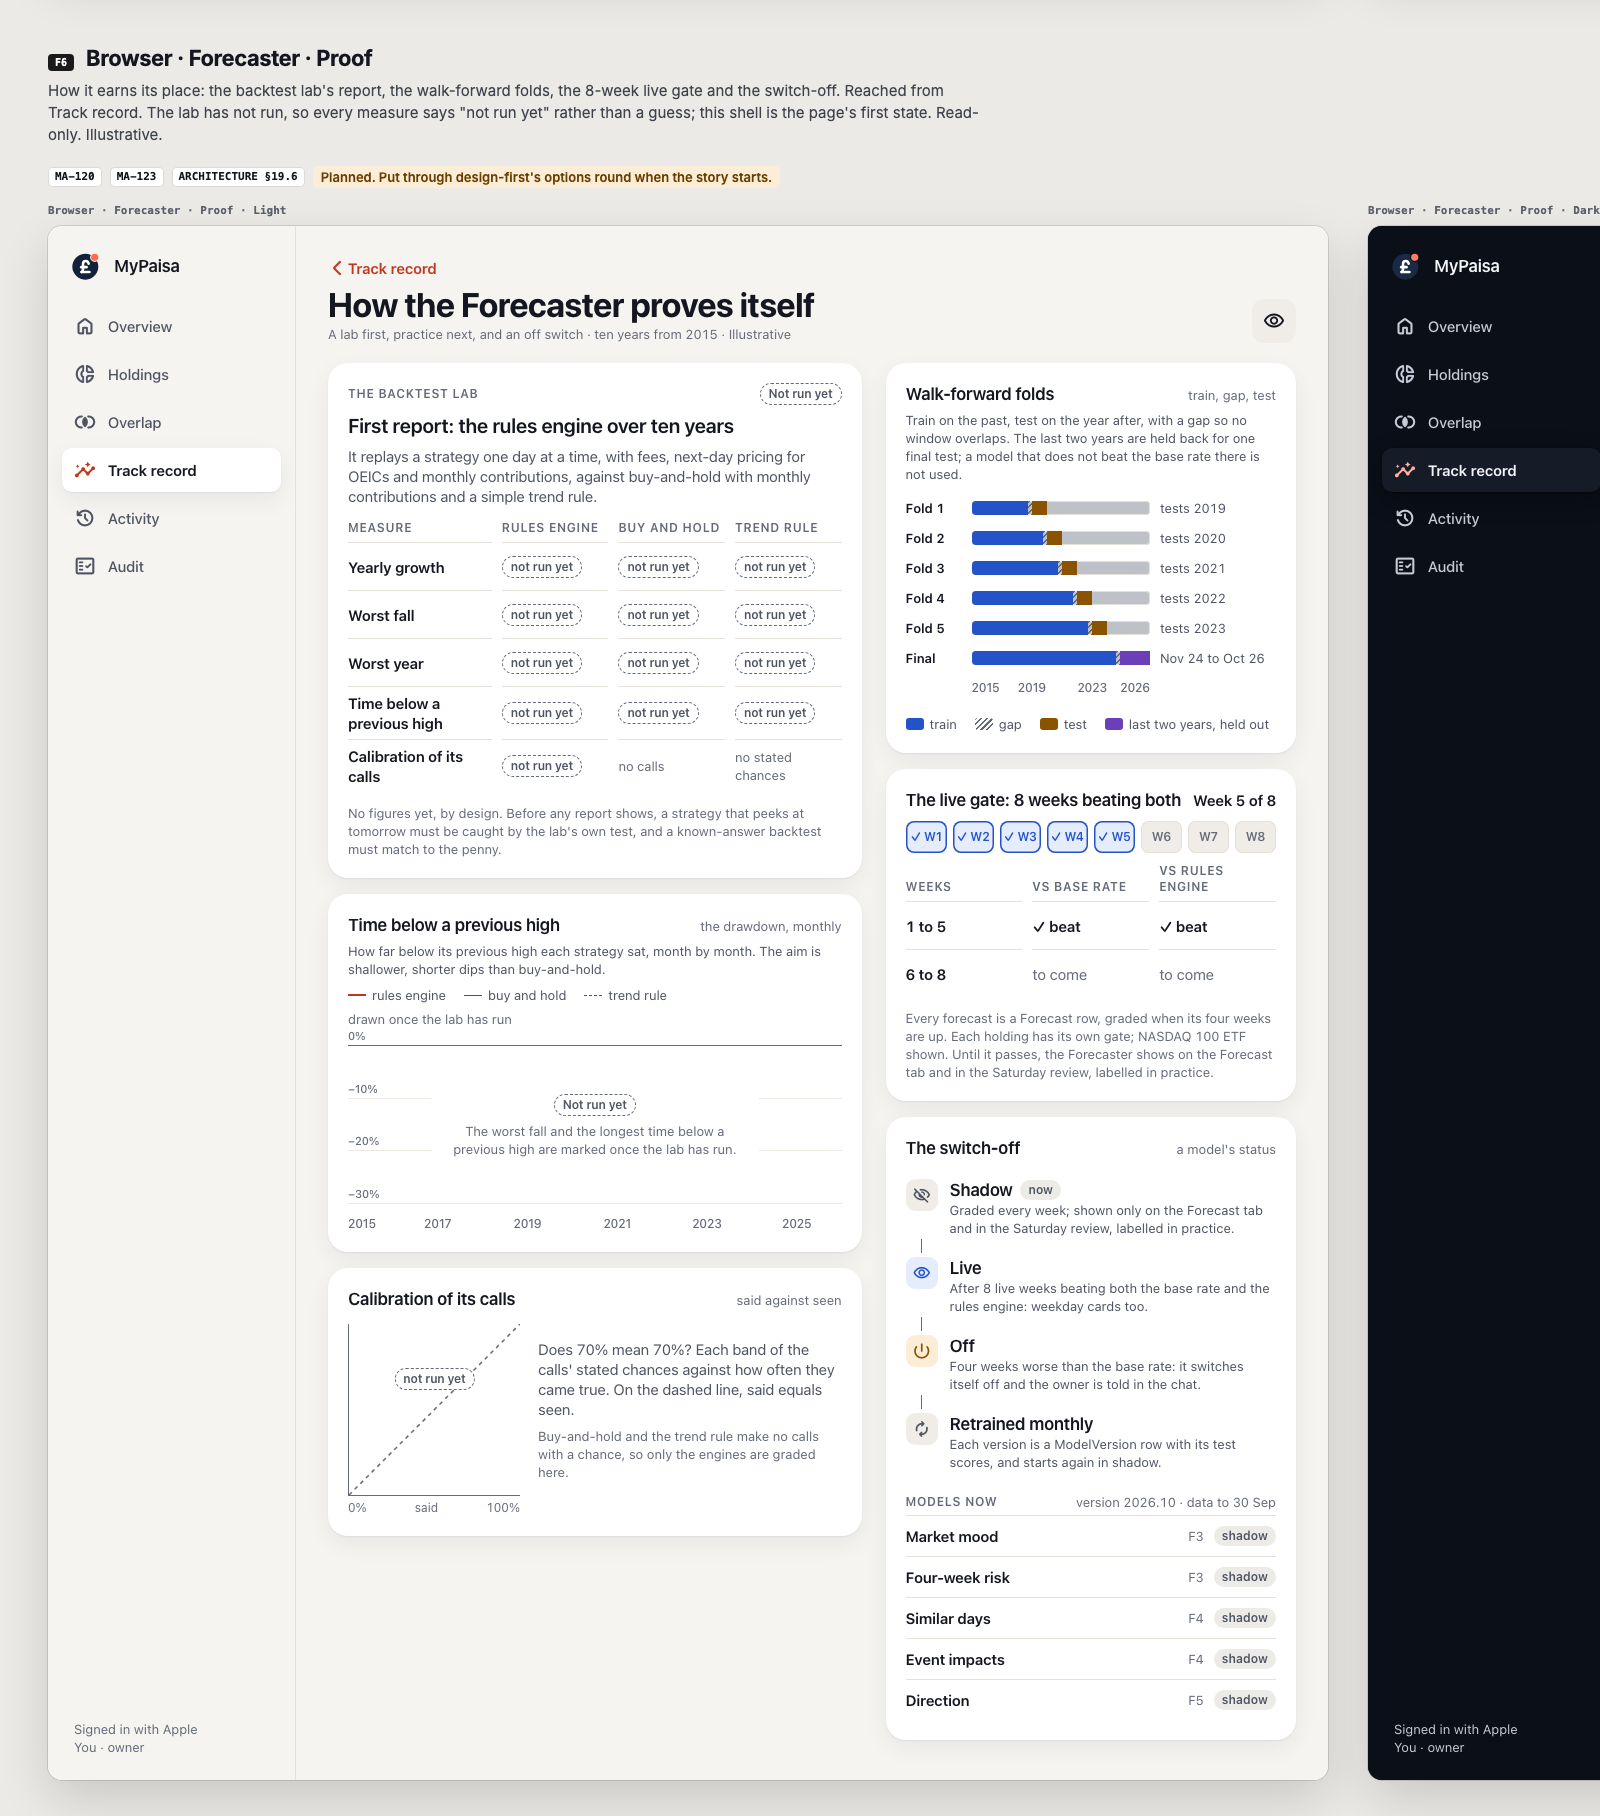 F6 Browser · Forecaster · Proof
How it earns its place: the backtest lab's report, the walk-forward folds, the 8-week live gate and the switch-off. Reached from
Track record. The lab has not run, so every measure says "not run yet" rather than a guess; this shell is the page's first state. Read-
only. Illustrative.
MA-120 MA-123 ARCHITECTURE §19.6 Planned. Put through design-first's options round when the story starts.
Browser · Forecaster · Proof · Light
MyPaisa
Overview
Holdings
Overlap
Track record
Activity
Audit
Signed in with Apple
You · owner
Track record
How the Forecaster proves itself
A lab first, practice next, and an off switch · ten years from 2015 · Illustrative
THE BACKTEST LAB Not run yet
First report: the rules engine over ten years
It replays a strategy one day at a time, with fees, next-day pricing for
OEICs and monthly contributions, against buy-and-hold with monthly
contributions and a simple trend rule.
MEASURE RULES ENGINE BUY AND HOLD TREND RULE
Yearly growth not run yet not run yet not run yet
Worst fall not run yet not run yet not run yet
Worst year not run yet not run yet not run yet
Time below a
previous high not run yet not run yet not run yet
Calibration of its
calls not run yet no calls no stated
chances
No figures yet, by design. Before any report shows, a strategy that peeks at
tomorrow must be caught by the lab's own test, and a known-answer backtest
must match to the penny.
Time below a previous high the drawdown, monthly
How far below its previous high each strategy sat, month by month. The aim is
shallower, shorter dips than buy-and-hold.
rules engine buy and hold trend rule
drawn once the lab has run
0%
−10%
Not run yet
The worst fall and the longest time below a
−20%
previous high are marked once the lab has run.
−30%
2015 2017 2019 2021 2023 2025
Calibration of its calls said against seen
not run yet
0% said 100%
Does 70% mean 70%? Each band of the
calls' stated chances against how often they
came true. On the dashed line, said equals
seen.
Buy-and-hold and the trend rule make no calls
with a chance, so only the engines are graded
here.
Walk-forward folds train, gap, test
Train on the past, test on the year after, with a gap so no
window overlaps. The last two years are held back for one
final test; a model that does not beat the base rate there is
not used.
Fold 1 tests 2019
Fold 2 tests 2020
Fold 3 tests 2021
Fold 4 tests 2022
Fold 5 tests 2023
Final Nov 24 to Oct 26
2015 2019 2023 2026
train gap test last two years, held out
The live gate: 8 weeks beating both Week 5 of 8
✓ W1 ✓ W2 ✓ W3 ✓ W4 ✓ W5 W6 W7 W8
WEEKS VS BASE RATE VS RULES
ENGINE
1 to 5 ✓ beat ✓ beat
6 to 8 to come to come
Every forecast is a Forecast row, graded when its four weeks
are up. Each holding has its own gate; NASDAQ 100 ETF
shown. Until it passes, the Forecaster shows on the Forecast
tab and in the Saturday review, labelled in practice.
The switch-off a model's status
Shadow now
Graded every week; shown only on the Forecast tab
and in the Saturday review, labelled in practice.
Live
After 8 live weeks beating both the base rate and the
rules engine: weekday cards too.
Off
Four weeks worse than the base rate: it switches
itself off and the owner is told in the chat.
Retrained monthly
Each version is a ModelVersion row with its test
scores, and starts again in shadow.
MODELS NOW version 2026.10 · data to 30 Sep
Market mood F3 shadow
Four-week risk F3 shadow
Similar days F4 shadow
Event impacts F4 shadow
Direction F5 shadow
Browser · Forecaster · Proof · Dark
MyPaisa
Overview
Holdings
Overlap
Track record
Activity
Audit
Signed in with Apple
You · owner